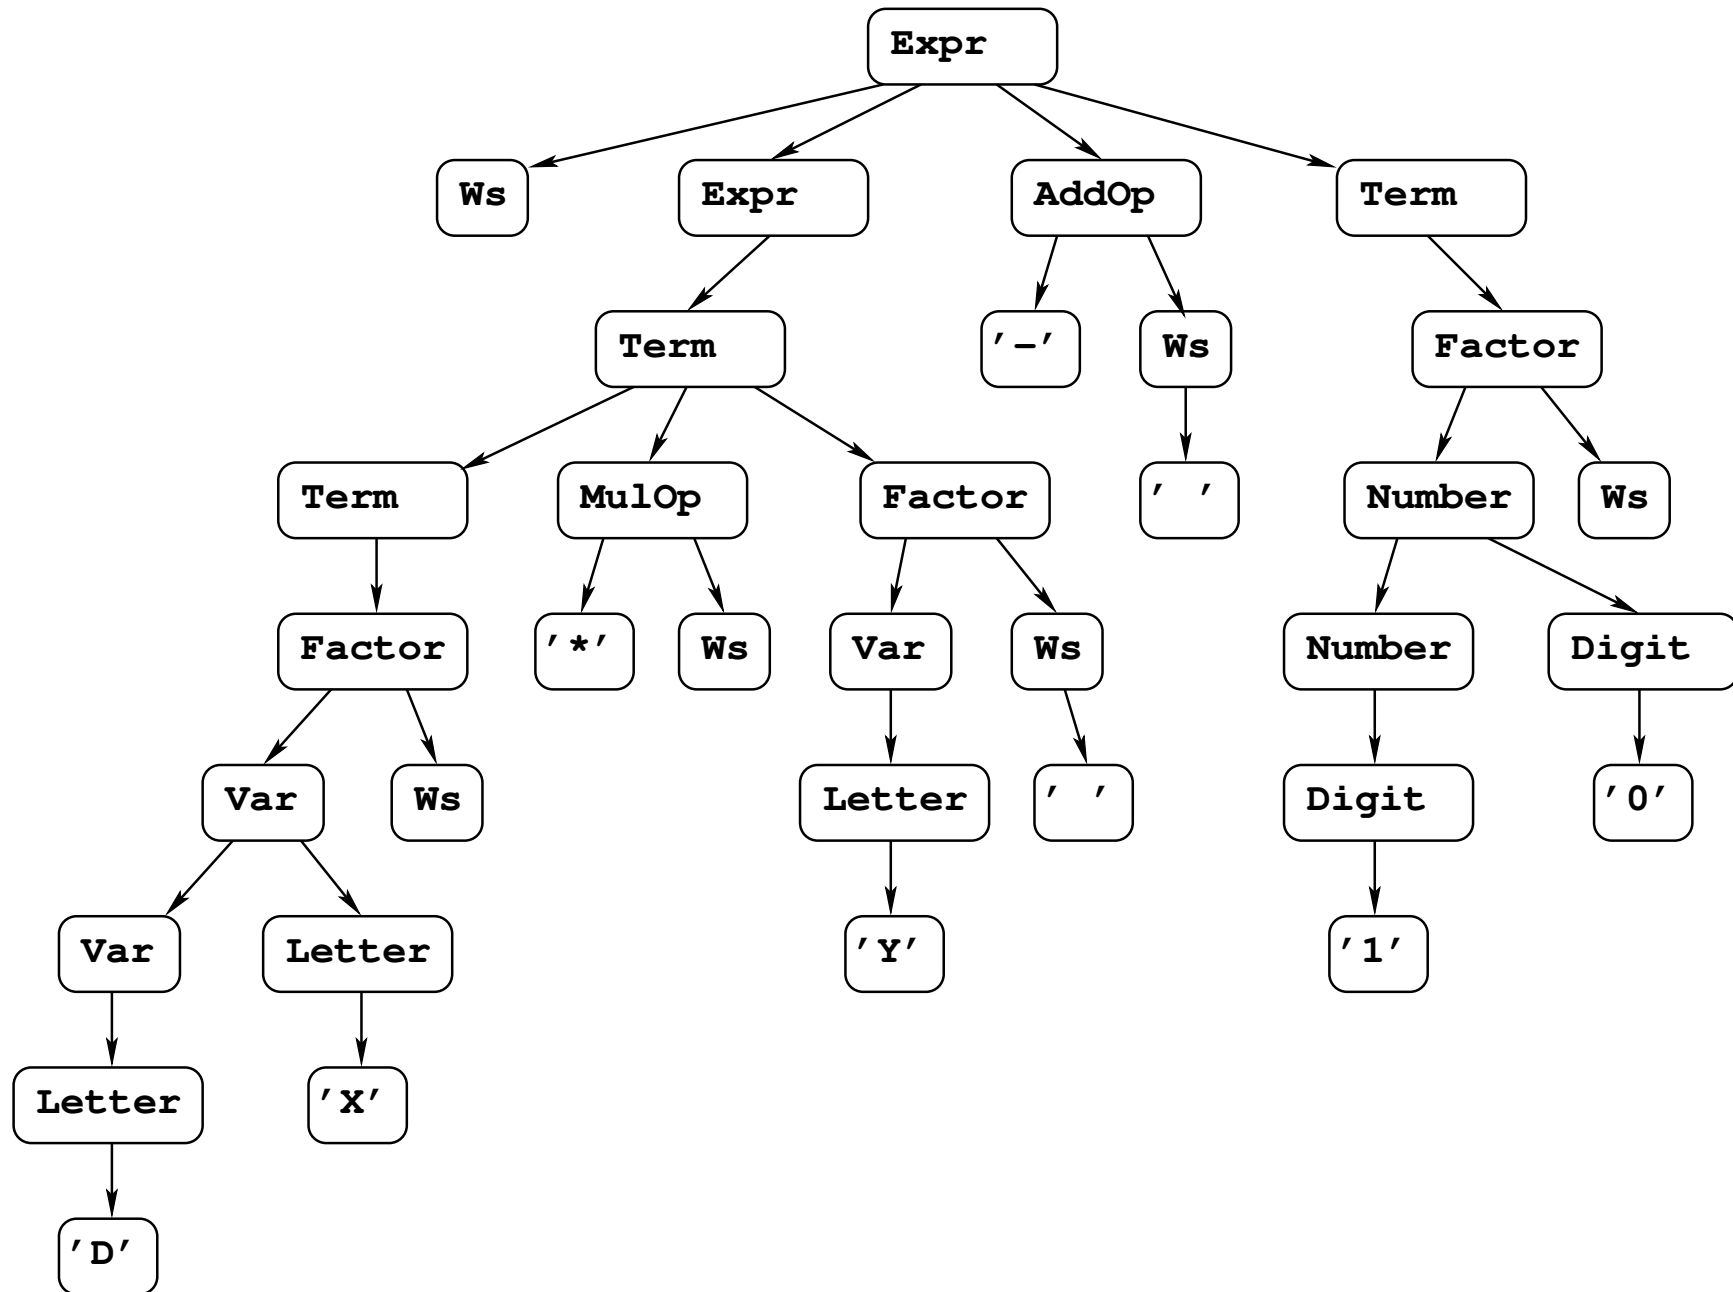 Expr
Ws Expr AddOp Term
Term '-' Ws Factor
Term MulOp Factor ' ' Number Ws
Factor '*' Ws Var Ws Number Digit
Var Ws Letter ' ' Digit '0'
Var Letter 'Y' '1'
Letter 'X'
'D'